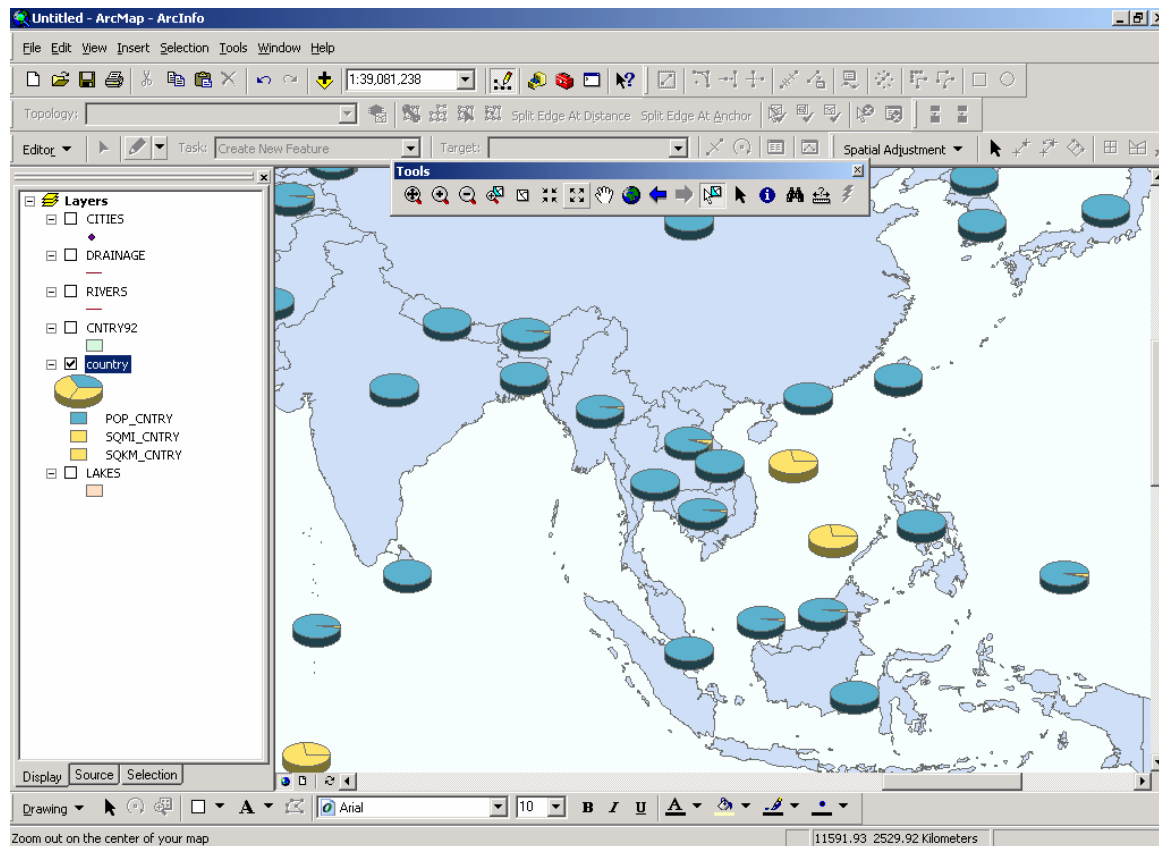 Untitled - ArcMap - ArcInfo
File Edit View Insert Selection Tools Window Help
1:39,081,238
Topology: Split Edge At Distance Split Edge At Anchor
Editor Task: Create New Feature Target: Spatial Adjustment
Tools
Layers
CITIES
DRAINAGE
RIVERS
CNTRY92
country
POP_CNTRY
SQMI_CNTRY
SQKM_CNTRY
LAKES
Display Source Selection
Drawing A Arial 10 B I U A
Zoom out on the center of your map 11591.93 2529.92 Kilometers